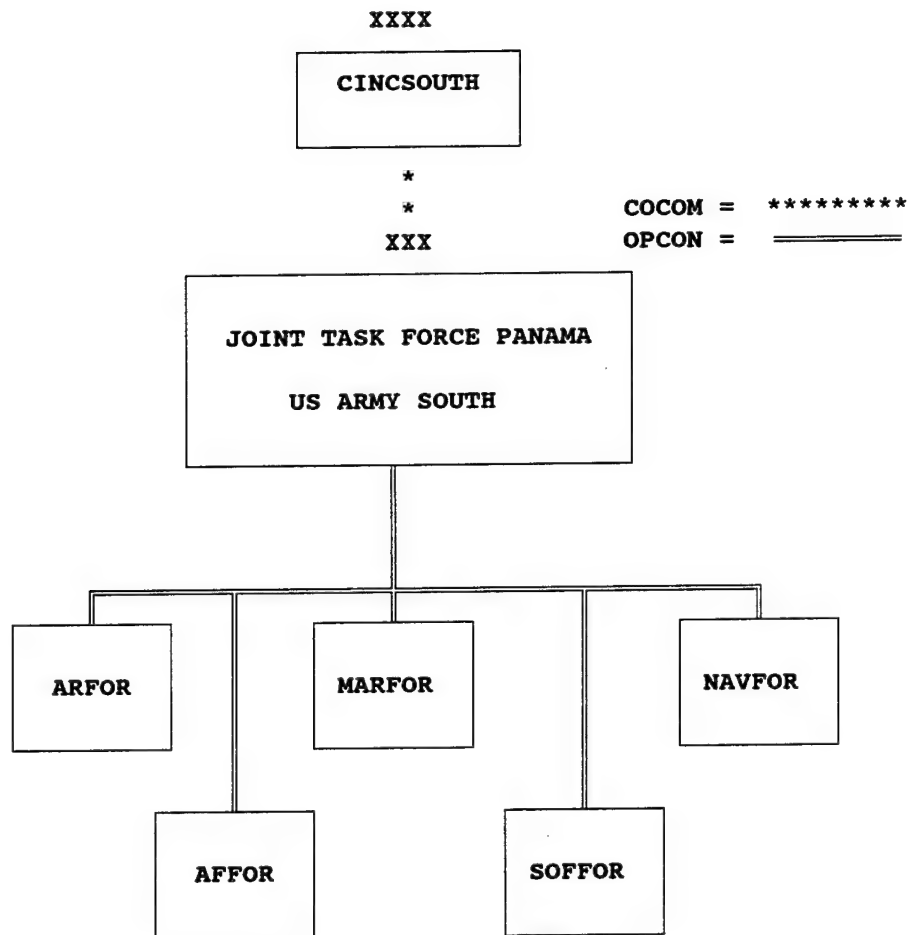 XXXX
CINCSOUTH
*
*
COCOM = *********
XXX
OPCON = ═════
JOINT TASK FORCE PANAMA
US ARMY SOUTH
ARFOR
MARFOR
NAVFOR
AFFOR
SOFFOR